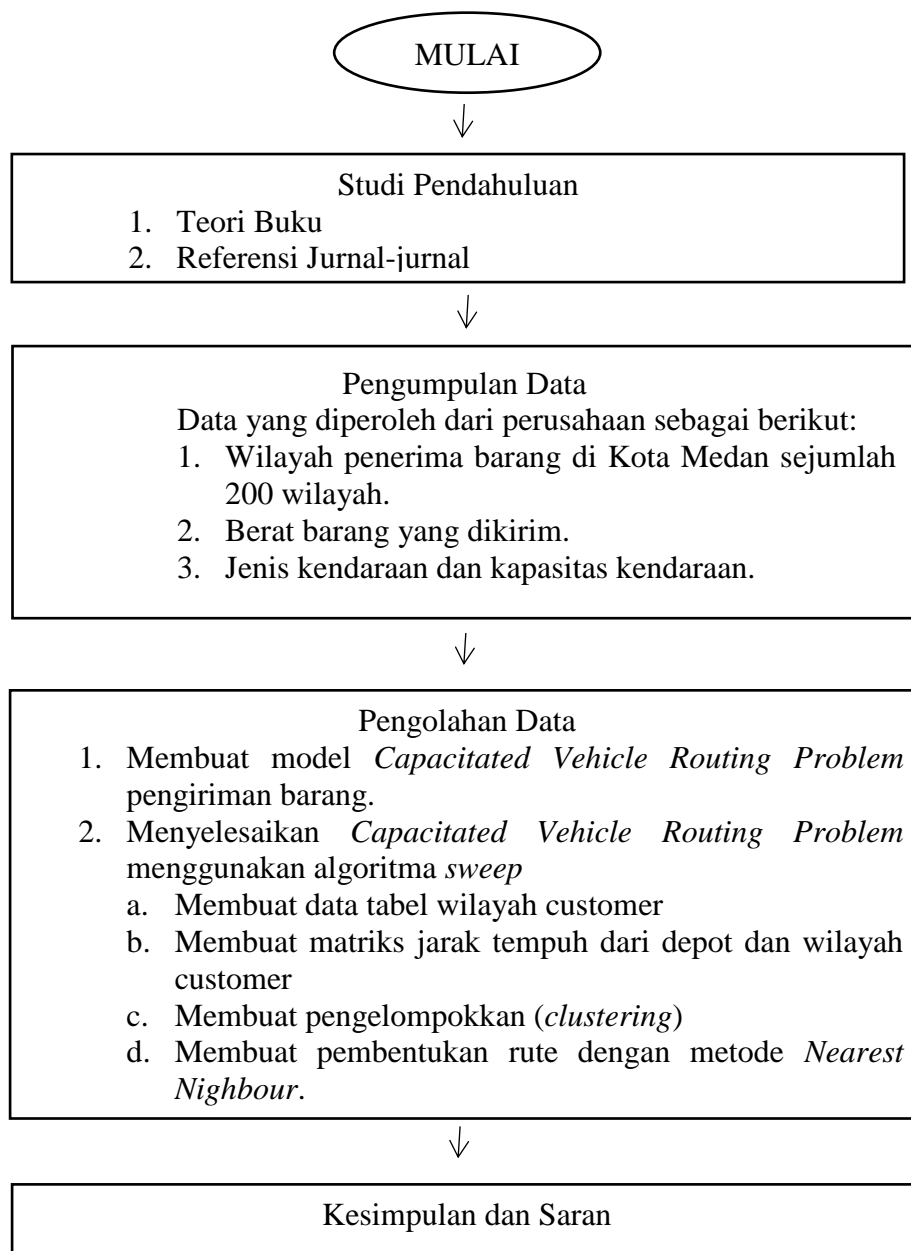 MULAI
Studi Pendahuluan
1. Teori Buku
2. Referensi Jurnal-jurnal
Pengumpulan Data
Data yang diperoleh dari perusahaan sebagai berikut:
1. Wilayah penerima barang di Kota Medan sejumlah
200 wilayah.
2. Berat barang yang dikirim.
3. Jenis kendaraan dan kapasitas kendaraan.
Pengolahan Data
1. Membuat model Capacitated Vehicle Routing Problem
pengiriman barang.
2. Menyelesaikan Capacitated Vehicle Routing Problem
menggunakan algoritma sweep
a. Membuat data tabel wilayah customer
b. Membuat matriks jarak tempuh dari depot dan wilayah
customer
c. Membuat pengelompokkan (clustering)
d. Membuat pembentukan rute dengan metode Nearest
Nighbour.
Kesimpulan dan Saran